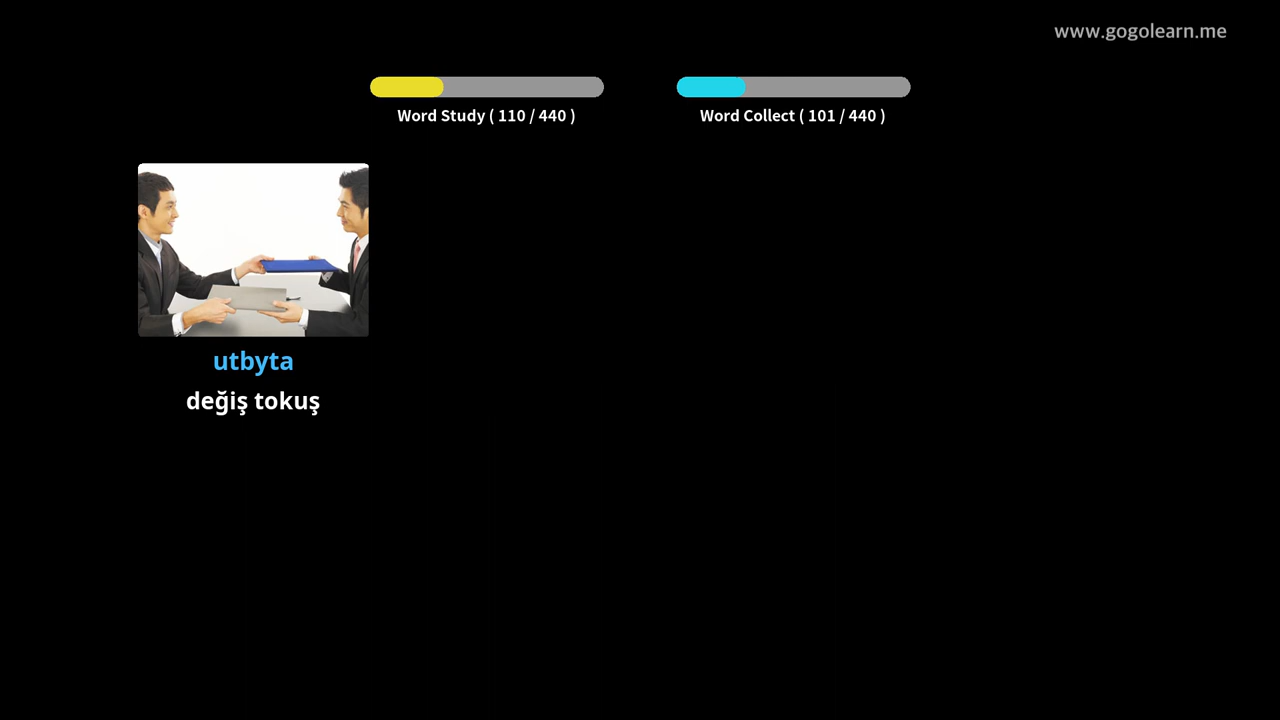 www.gogolearn.me
Word Study ( 110 / 440 )
Word Collect ( 101 / 440 )
utbyta
değiş tokuş